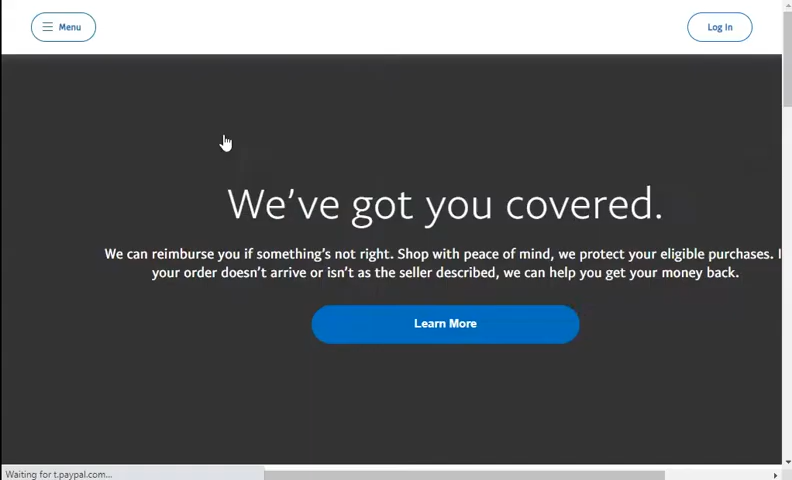 Menu
Log In
We've got you covered.
We can reimburse you if something's not right. Shop with peace of mind, we protect your eligible purchases.
your order doesn't arrive or isn't as the seller described, we can help you get your money back.
Learn More
Waiting for t.paypal.com...